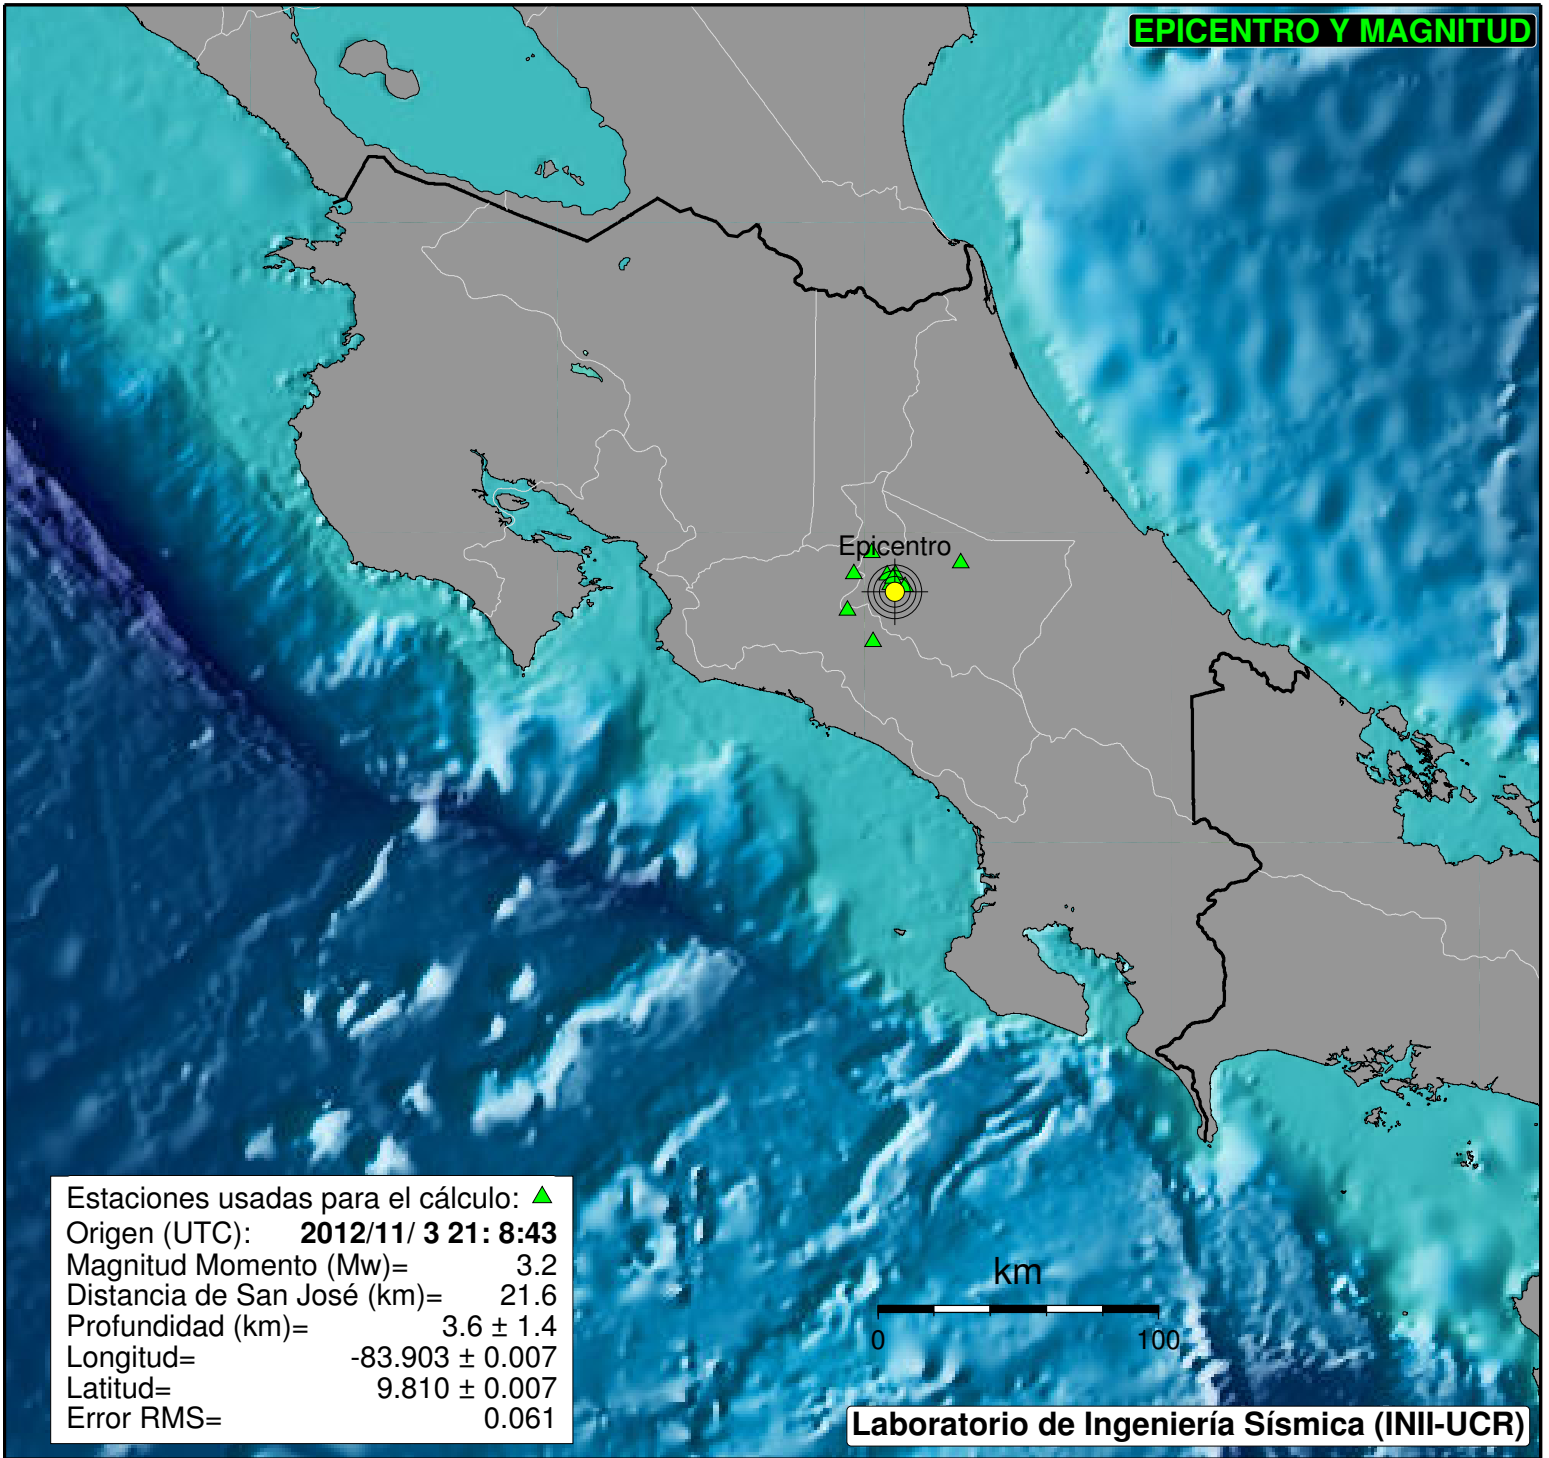 EPICENTRO Y MAGNITUD
Epicentro
Estaciones usadas para el cálculo:
Origen (UTC): 2012/11/ 3 21: 8:43
Magnitud Momento (Mw)= 3.2
Distancia de San José (km)= 21.6
Profundidad (km)= 3.6 ± 1.4
Longitud= -83.903 ± 0.007
Latitud= 9.810 ± 0.007
Error RMS= 0.061
km
0 100
Laboratorio de Ingeniería Sísmica (INII-UCR)